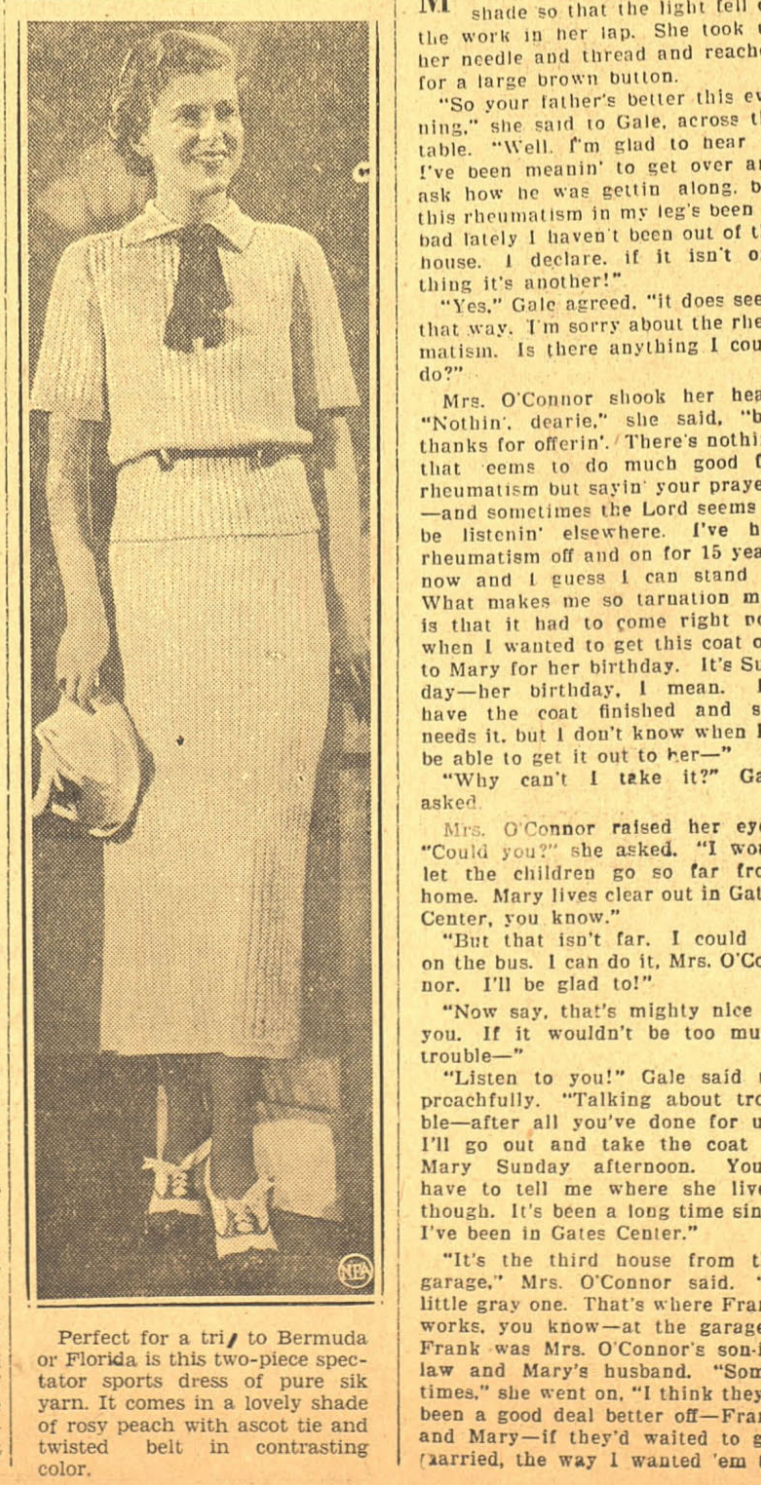 NEA
Perfect for a tri/ to Bermuda
or Florida is this two-piece spec-
tator sports dress of pure sik
yarn. It comes in a lovely shade
of rosy peach with ascot tie and
twisted belt in contrasting
color.
shade so that the light fell
the work in her lap. She took
her needle and thread and reach
for a large brown button.
"So your father's better this ev
ning," she said to Gale, across t
table. "Well. I'm glad to hear
I've been meanin' to get over a
ask how he was gettin along, b
this rheumatism in my leg's been
bad lately I haven't been out of t
house. I declare, if it isn't o
thing it's another!"
"Yes," Gale agreed. "it does see
that way. I'm sorry about the rhe
matism. Is there anything I cou
do?"
Mrs. O'Connor shook her hea
"Nothin', dearie," she said, "b
thanks for offerin'. There's nothi
that eems to do much good f
rheumatism but sayin' your praye
—and sometimes the Lord seems
be listenin' elsewhere. I've h
rheumatism off and on for 15 yea
now and I guess I can stand
What makes me so tarnation m
is that it had to come right no
when I wanted to get this coat o
to Mary for her birthday. It's Su
day—her birthday, I mean.
have the coat finished and s
needs it, but I don't know when I
be able to get it out to her—"
"Why can't I take it?" Ga
asked.
Mrs. O'Connor raised her eye
"Could you?" she asked. "I wou
let the children go so far fro
home. Mary lives clear out in Gat
Center, you know."
"But that isn't far. I could
on the bus. I can do it, Mrs. O'Co
nor. I'll be glad to!"
"Now say, that's mighty nice
you. If it wouldn't be too mu
trouble—"
"Listen to you!" Gale said
proachfully. "Talking about tro
ble—after all you've done for u
I'll go out and take the coat
Mary Sunday afternoon. You
have to tell me where she live
though. It's been a long time sin
I've been in Gates Center."
"It's the third house from t
garage," Mrs. O'Connor said. "
little gray one. That's where Fra
works, you know—at the garage
Frank was Mrs. O'Connor's son-i
law and Mary's husband. "Som
times," she went on, "I think they
been a good deal better off—Fra
and Mary—if they'd waited to g
married, the way I wanted 'em t